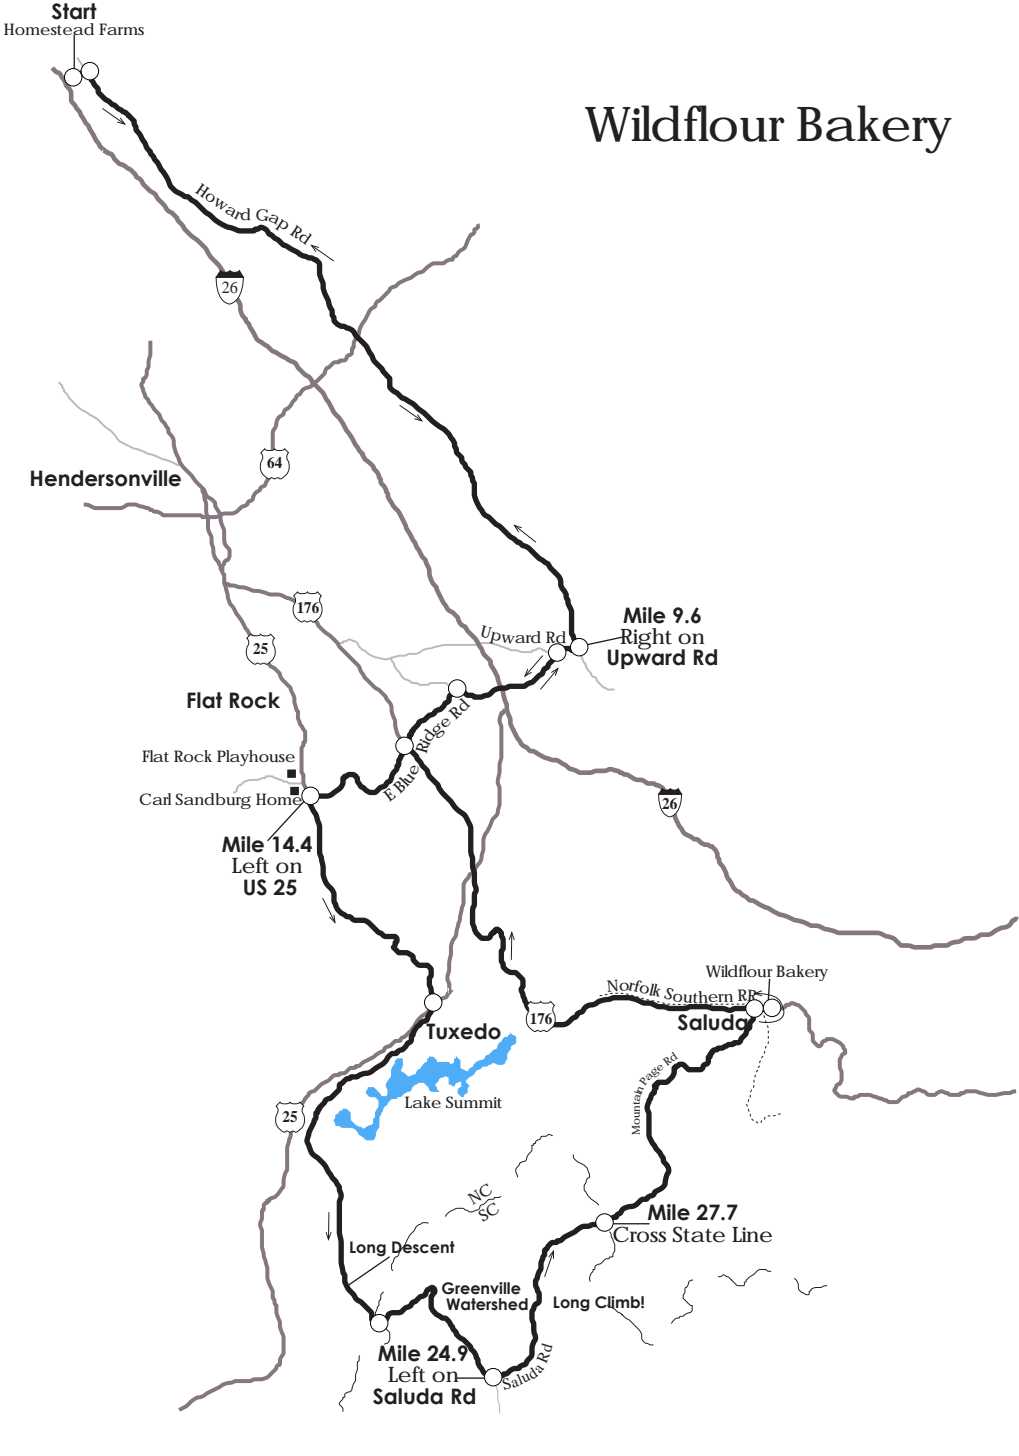 Start
Homestead Farms
Wildflour Bakery
Howard Gap Rd
26
64
Hendersonville
176
Mile 9.6
Right on
Upward Rd
Upward Rd
25
Flat Rock
E Blue Ridge Rd
Flat Rock Playhouse
Carl Sandburg Home
26
Mile 14.4
Left on
US 25
Wildflour Bakery
Norfolk Southern RR
176
Saluda
Tuxedo
Mountain Page Rd
Lake Summit
25
NC
SC
Mile 27.7
Cross State Line
Long Descent
Greenville
Watershed
Long Climb!
Mile 24.9
Left on
Saluda Rd
Saluda Rd